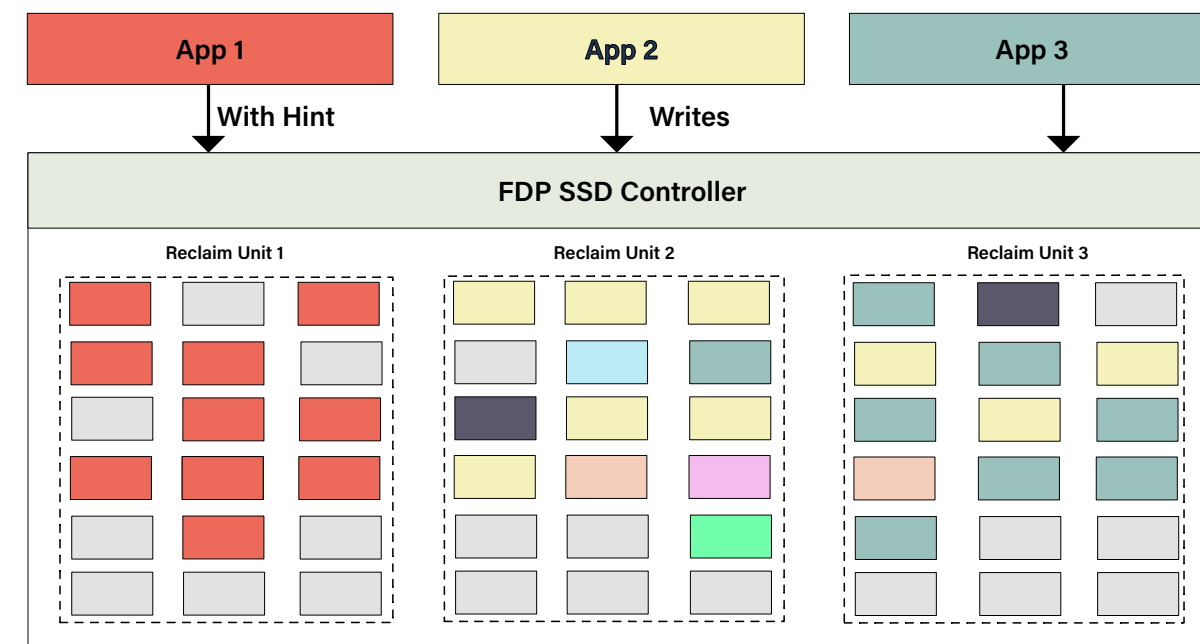 App 1
App 2
App 3
With Hint
Writes
FDP SSD Controller
Reclaim Unit 1
Reclaim Unit 2
Reclaim Unit 3